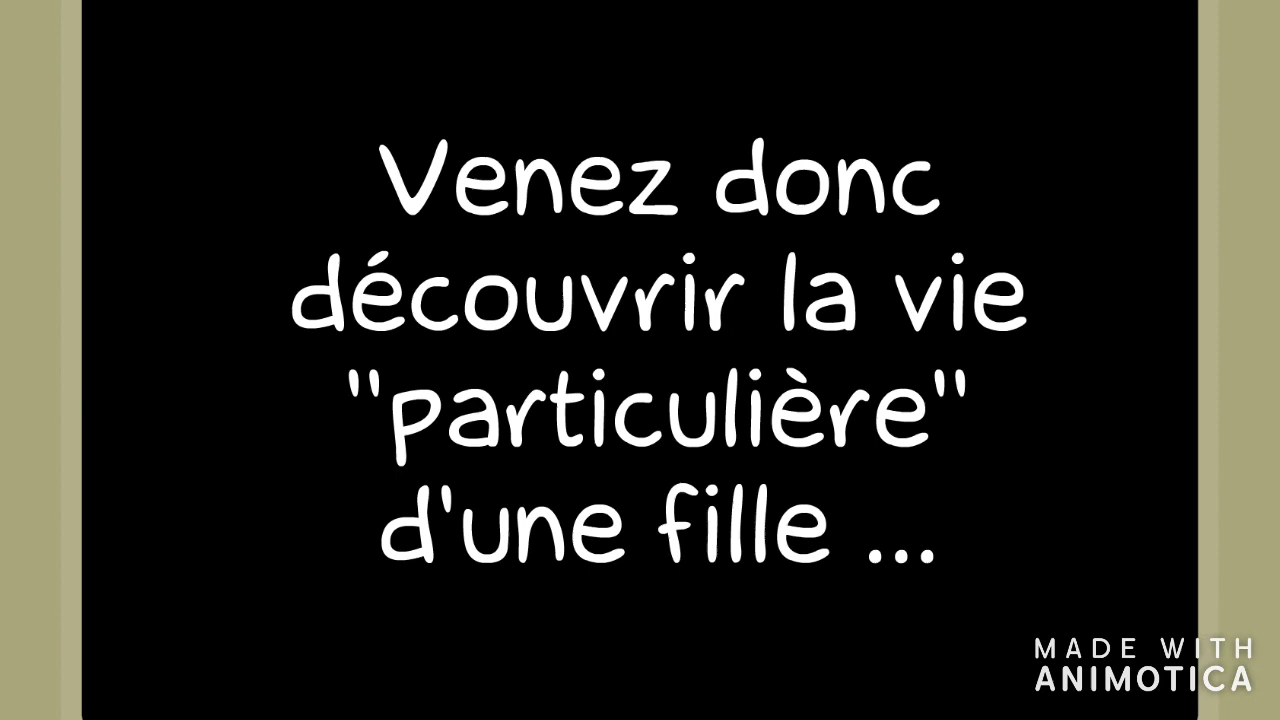 Venez donc
découvrir la vie
"particulière"
d'une fille ...
MADE WITH
ANIMOTICA